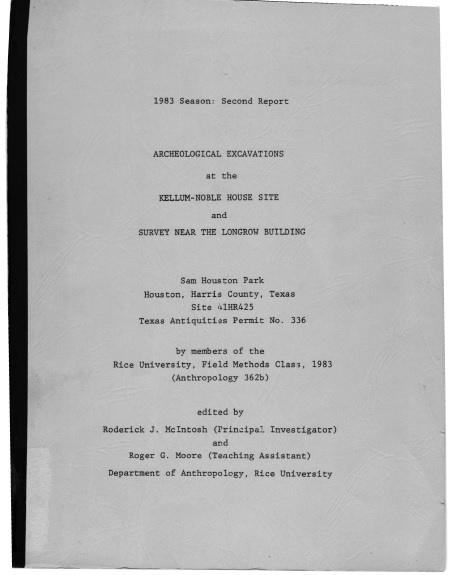 1983 Season: Second Report
ARCHEOLOGICAL EXCAVATIONS
at the
KELLUM-NOBLE HOUSE SITE
and
SURVEY NEAR THE LONGROW BUILDING
Sam Houston Park
Houston, Harris County, Texas
Site 41HR425
Texas Antiquities Permit No. 336
by members of the
Rice University, Field Methods Class, 1983
(Anthropology 362b)
edited by
Roderick J. McIntosh (Principal Investigator)
and
Roger G. Moore (Teaching Assistant)
Department of Anthropology, Rice University